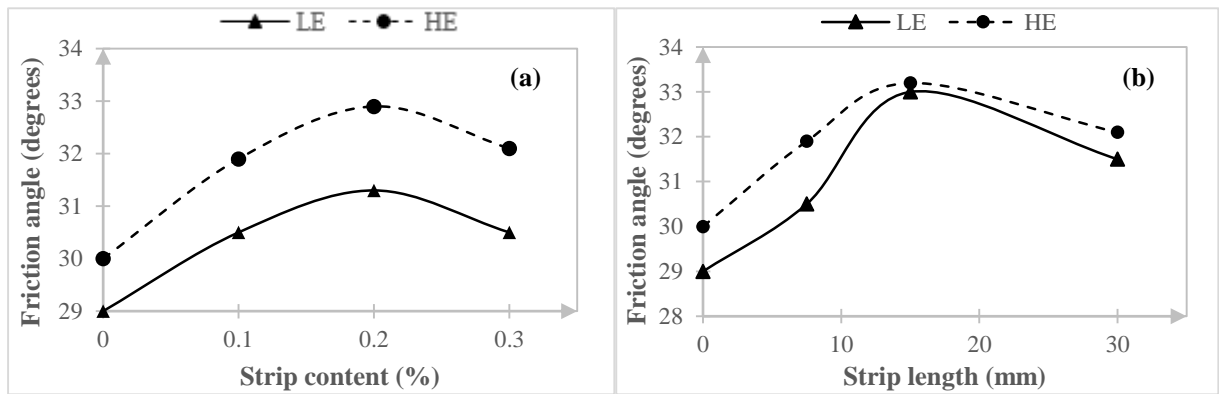 LE HE
(a)
34
33
32
31
30
29
Friction angle (degrees)
0 0.1 0.2 0.3
Strip content (%)
LE HE
(b)
34
33
32
31
30
29
28
Friction angle (degrees)
0 10 20 30
Strip length (mm)